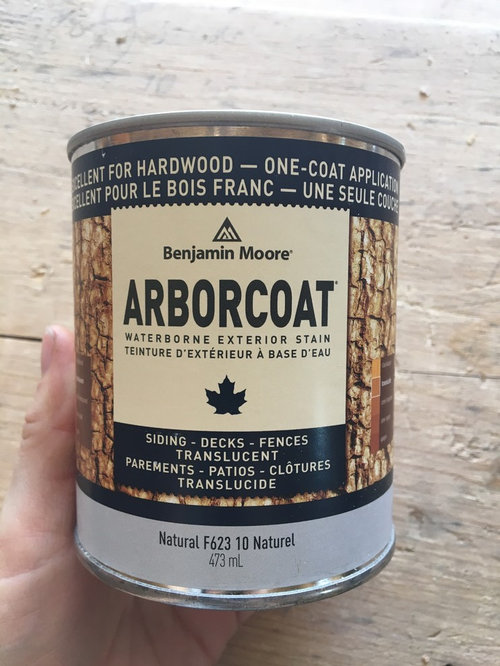 FOR HARDWOOD — ONE-COAT APPLICATION
POUR LE BOIS FRANC — UNE SEULE
Benjamin Moore®
ARBORCOAT®
WATERBORNE EXTERIOR STAIN
TEINTURE D'EXTÉRIEUR À BASE D'EAU
SIDING - DECKS - FENCES
TRANSLUCENT
PAREMENTS - PATIOS - CLÔTURES
TRANSLUCIDE
Natural F623 10 Naturel
473 mL